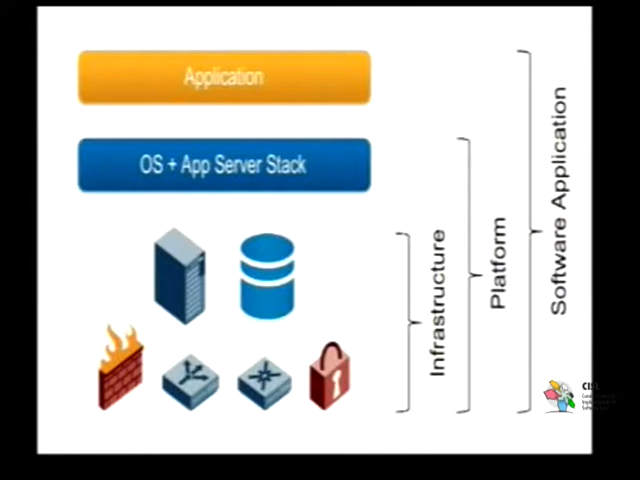 Application
OS + App Server Stack
Infrastructure
Platform
Software Application